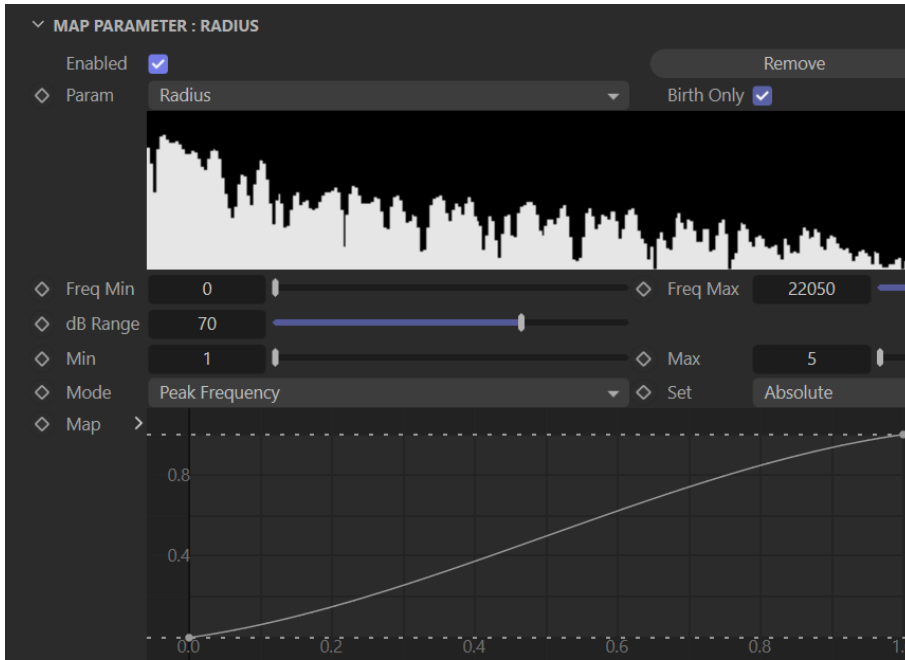 MAP PARAMETER : RADIUS
Enabled Remove
Param Radius Birth Only
Freq Min 0 Freq Max 22050
dB Range 70
Min 1 Max 5
Mode Peak Frequency Set Absolute
Map
0.8
0.4
0.0 0.2 0.4 0.6 0.8 1.